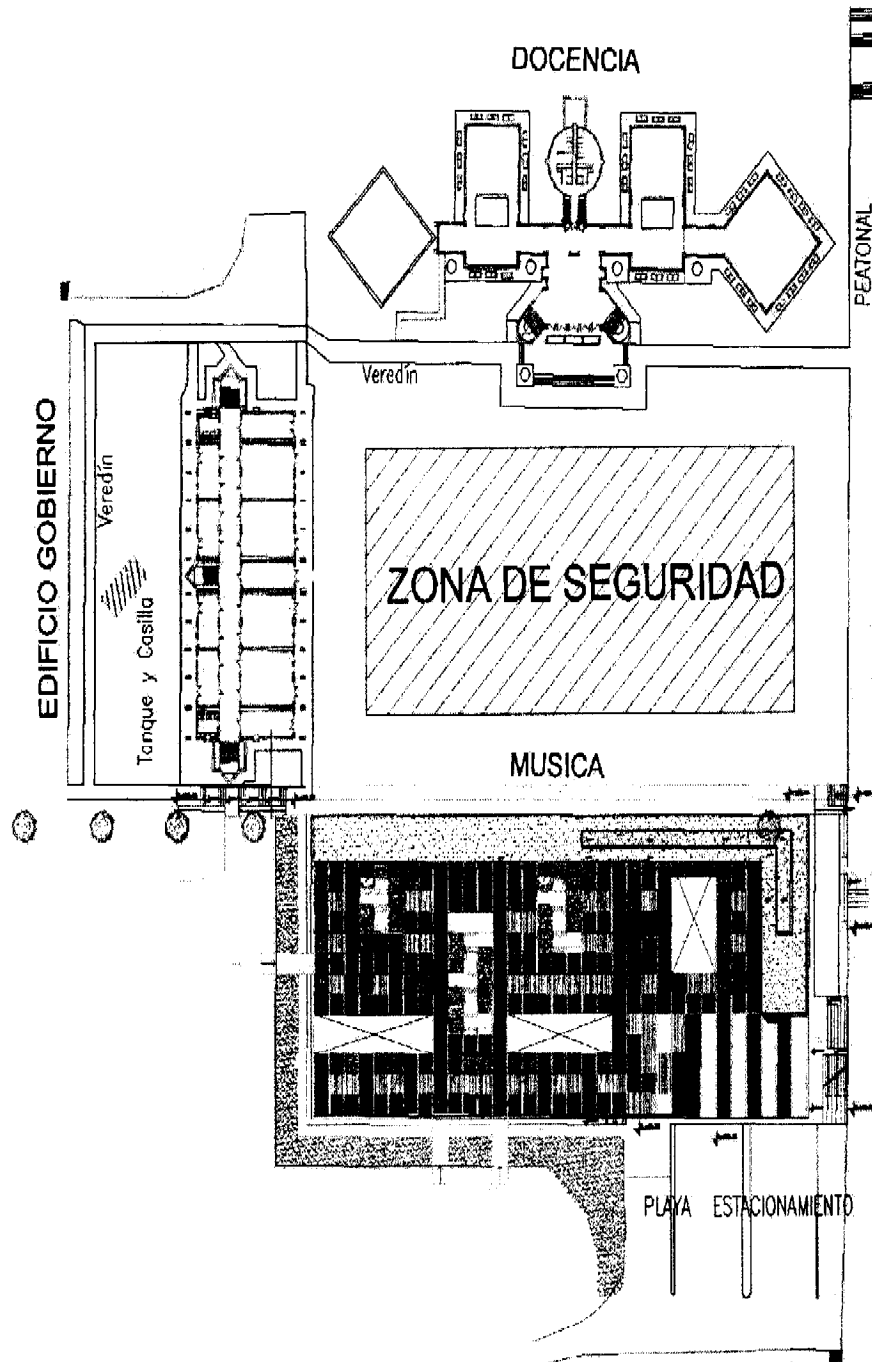 DOCENCIA
PEATONAL
Veredín
EDIFICIO GOBIERNO
Veredín
Tanque y Casilla
ZONA DE SEGURIDAD
MUSICA
PLAYA ESTACIONAMIENTO